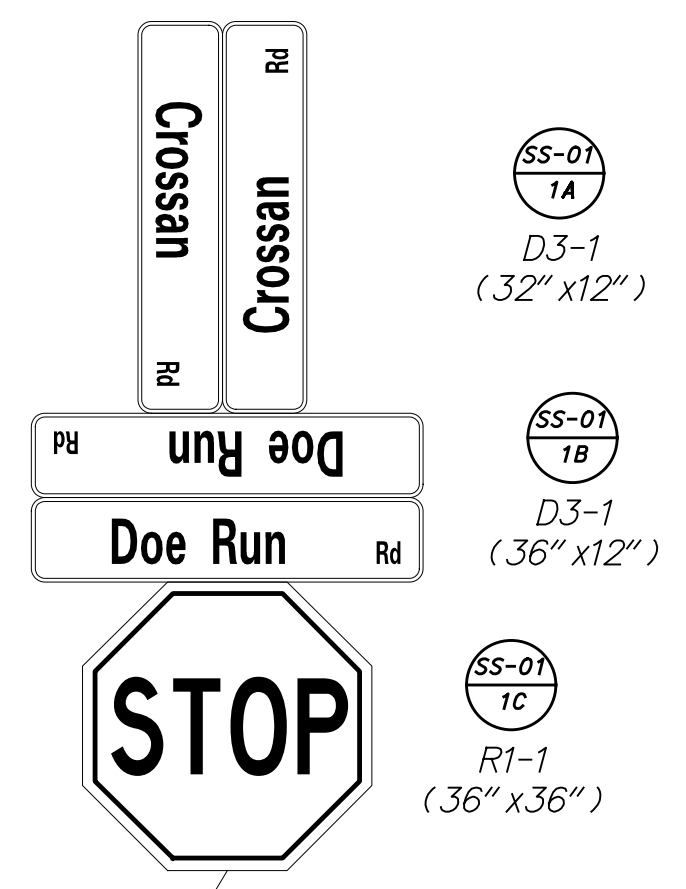 Crossan Rd
Crossan Rd
SS-01
1A
D3-1
(32" x12")
Doe Run Rd
Doe Run Rd
SS-01
1B
D3-1
(36" x12")
STOP
SS-01
1C
R1-1
(36" x36")